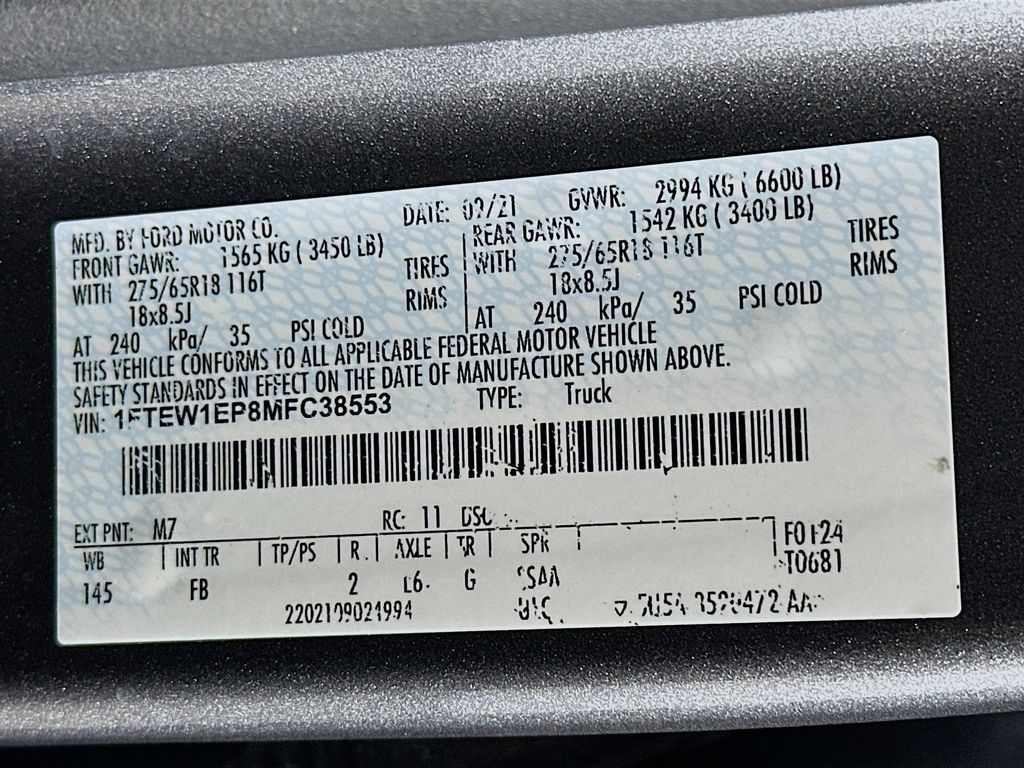 MFD. BY FORD MOTOR CO. DATE: 09/21 GVWR: 2994 KG ( 6600 LB)
FRONT GAWR: 1565 KG ( 3450 LB) REAR GAWR: 1542 KG ( 3400 LB)
WITH 275/65R18 116T TIRES WITH 275/65R18 116T TIRES
18x8.5J RIMS 18x8.5J RIMS
AT 240 kPa/ 35 PSI COLD AT 240 kPa/ 35 PSI COLD
THIS VEHICLE CONFORMS TO ALL APPLICABLE FEDERAL MOTOR VEHICLE
SAFETY STANDARDS IN EFFECT ON THE DATE OF MANUFACTURE SHOWN ABOVE.
VIN: 1FTEW1EP8MFC38553 TYPE: Truck
EXT PNT: M7 RC: 11 DSO:
WB INT TR TP/PS R AXLE TR SPR F0124
145 FB 2 L6 G T0681
2202109024994